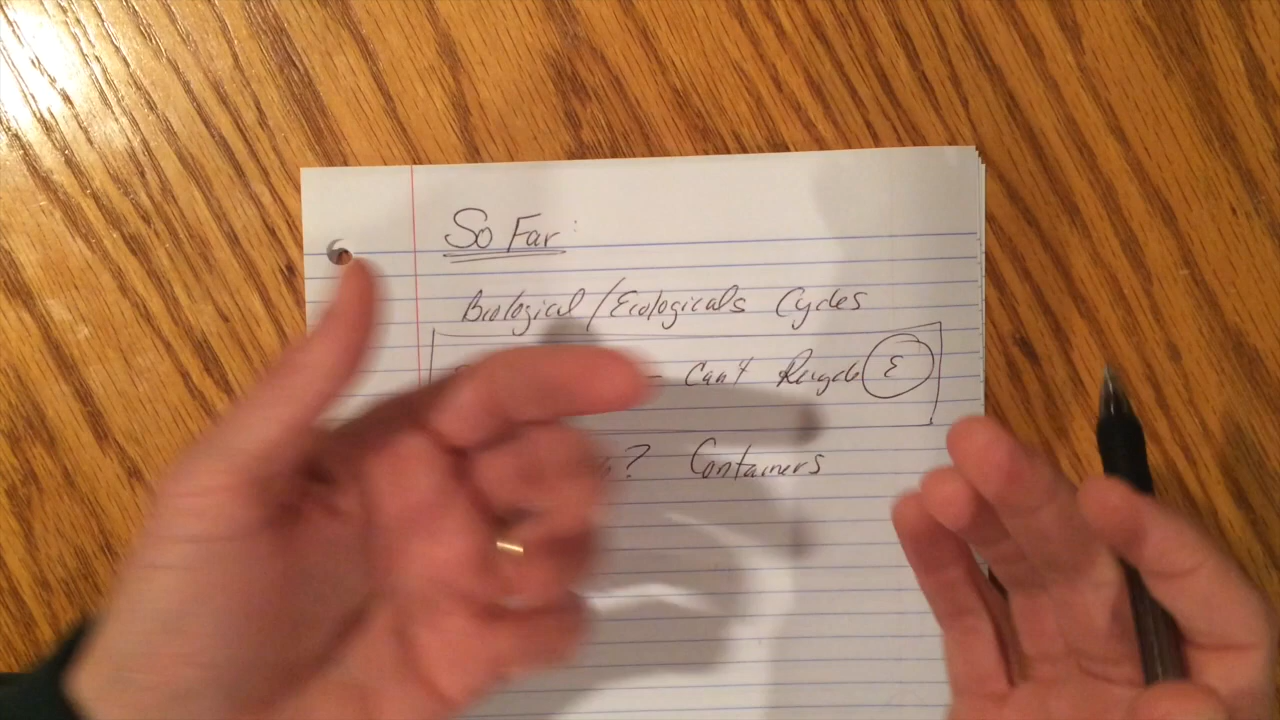 So Far:
Biological/Ecologicals Cycles
- Can't Recycle E
? Containers